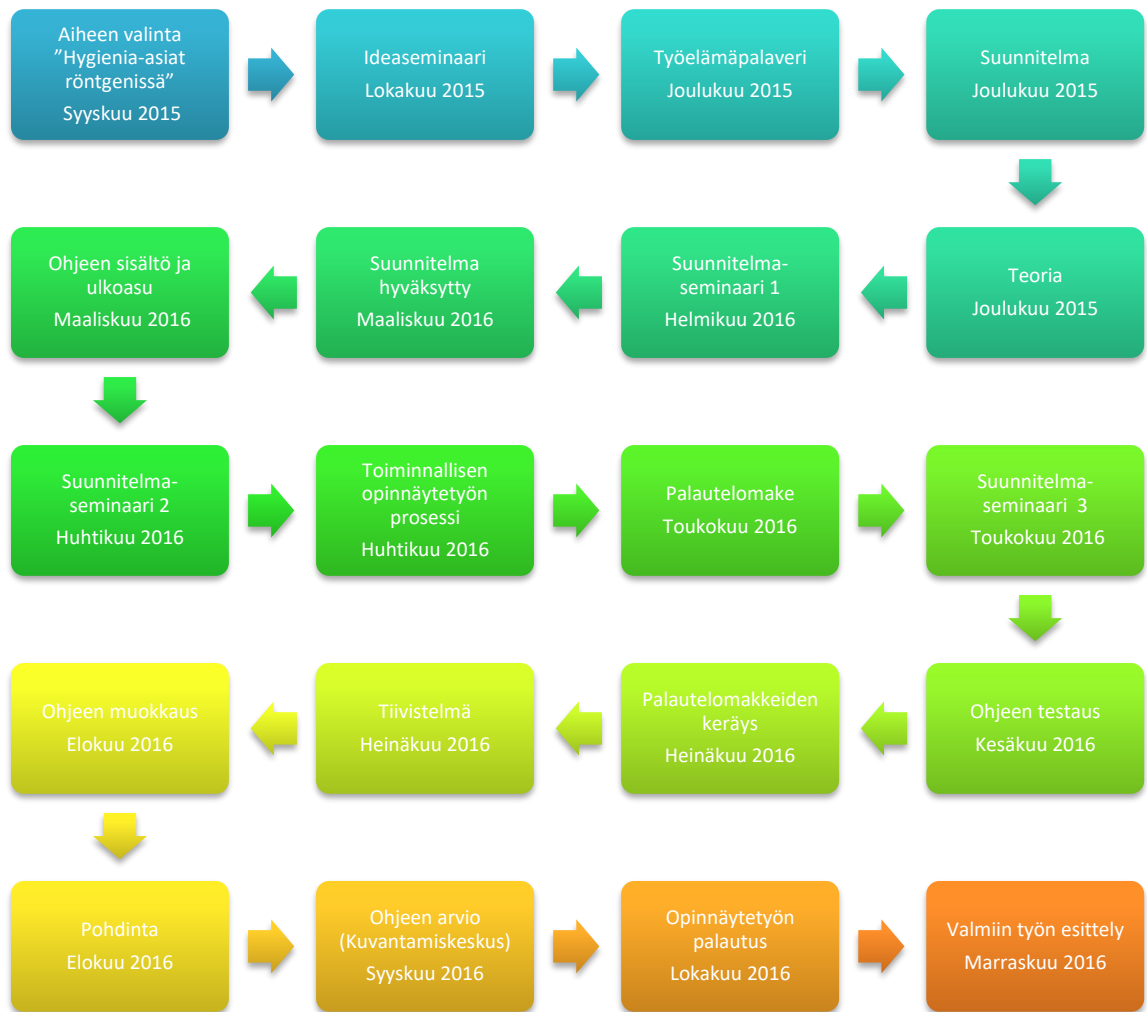 Aiheen valinta
”Hygienia-asiat
röntgenissä”
Syyskuu 2015
Ideaseminaari
Lokakuu 2015
Työelämäpalaveri
Joulukuu 2015
Suunnitelma
Joulukuu 2015
Teoria
Joulukuu 2015
Suunnitelma-
seminaari 1
Helmikuu 2016
Suunnitelma
hyväksytty
Maaliskuu 2016
Ohjeen sisältö ja
ulkoasu
Maaliskuu 2016
Suunnitelma-
seminaari 2
Huhtikuu 2016
Toiminnallisen
opinnäytetyön
prosessi
Huhtikuu 2016
Palautelomake
Toukokuu 2016
Suunnitelma-
seminaari 3
Toukokuu 2016
Ohjeen testaus
Kesäkuu 2016
Palautelomakkeiden
keräys
Heinäkuu 2016
Tiivistelmä
Heinäkuu 2016
Ohjeen muokkaus
Elokuu 2016
Pohdinta
Elokuu 2016
Ohjeen arvio
(Kuvantamiskeskus)
Syyskuu 2016
Opinnäytetyön
palautus
Lokakuu 2016
Valmiin työn esittely
Marraskuu 2016